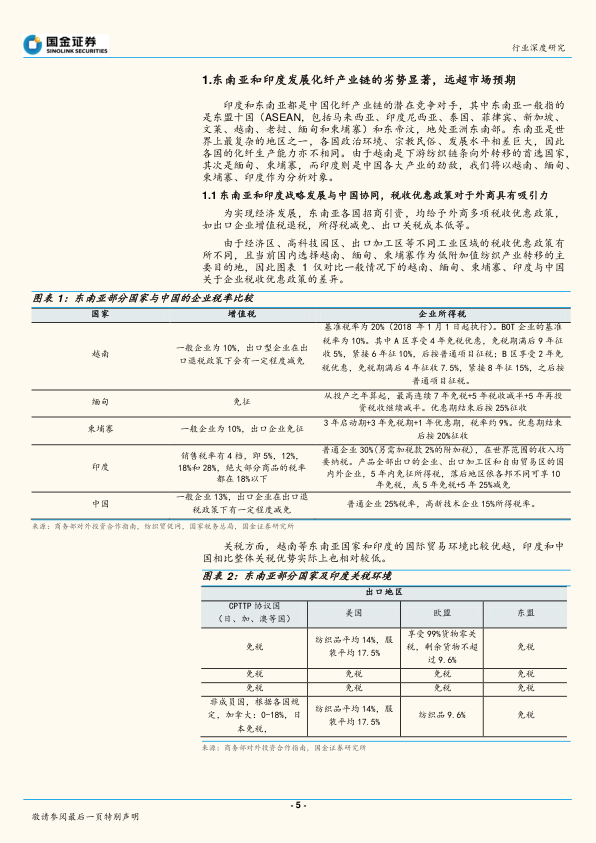 国金证券
SINOLINK SECURITIES
行业深度研究
1.东南亚和印度发展化纤产业链的劣势显著，远超市场预期
印度和东南亚都是中国化纤产业链的潜在竞争对手，其中东南亚一般指的
是东盟十国（ASEAN，包括马来西亚、印度尼西亚、泰国、菲律宾、新加坡、
文莱、越南、老挝、缅甸和柬埔寨）和东帝汶，地处亚洲东南部。东南亚是世
界上最复杂的地区之一，各国政治环境、宗教民俗、发展水平相差巨大，因此
各国的化纤生产能力亦不相同。由于越南是下游纺织链条向外转移的首选国家，
其次是缅甸、柬埔寨，而印度则是中国各大产业的劲敌，我们将以越南、缅甸、
柬埔寨、印度作为分析对象。
1.1 东南亚和印度战略发展与中国协同，税收优惠政策对于外商具有吸引力
为实现经济发展，东南亚各国招商引资，均给予外商多项税收优惠政策，
如出口企业增值税退税，所得税减免、出口关税成本低等。
由于经济区、高科技园区、出口加工区等不同工业区域的税收优惠政策有
所不同，且当前国内选择越南、缅甸、柬埔寨作为低附加值纺织产业转移的主
要目的地，因此图表 1 仅对比一般情况下的越南、缅甸、柬埔寨、印度与中国
关于企业税收优惠政策的差异。
图表 1：东南亚部分国家与中国的企业税率比较
国家 增值税 企业所得税
越南
一般企业为 10%，出口型企业在出
口退税政策下会有一定程度减免
基准税率为 20%（2018 年 1 月 1 日起执行）。BOT 企业的基准
税率为 10%。其中 A 区享受 4 年免税优惠，免税期满后 9 年征
收 5%，紧接 6 年征 10%，后按普通项目征税；B 区享受 2 年免
税优惠，免税期满后 4 年征收 7.5%，紧接 8 年征 15%，之后按
普通项目征税。
缅甸
免征
从投产之年算起，最高连续 7 年免税+5 年税收减半+5 年再投
资税收继续减半。优惠期结束后按 25%征收
柬埔寨
一般企业为 10%，出口企业免征
3 年启动期+3 年免税期+1 年优惠期，税率约 9%。优惠期结束
后按 20%征收
印度
销售税率有 4 档，即 5%，12%，
18%和 28%，绝大部分商品的税率
都在 18%以下
普通企业 30%(另需加税款 2%的附加税)，在世界范围的收入均
要纳税。产品全部出口的企业、出口加工区和自由贸易区的国
内外企业，5 年内免征所得税，落后地区依各邦不同可享 10
年免税，或 5 年免税+5 年 25%减免
中国
一般企业 13%，出口企业在出口退
税政策下有一定程度减免
普通企业 25%税率，高新技术企业 15%所得税率。
来源：商务部对外投资合作指南，纺织贸促网，国家税务总局，国金证券研究所
关税方面，越南等东南亚国家和印度的国际贸易环境比较优越，印度和中
国相比整体关税优势实际上也相对较低。
图表 2：东南亚部分国家及印度关税环境
出口地区
CPTTP 协议国
（日、加、澳等国）
美国 欧盟 东盟
免税
纺织品平均 14%，服
装平均 17.5%
享受 99%货物零关
税，剩余货物不超
过 9.6%
免税
免税 免税 免税 免税
免税 免税 免税 免税
非成员国，根据各国规
定，加拿大：0-18%，日
本免税，
纺织品平均 14%，服
装平均 17.5%
纺织品 9.6%
免税
来源：商务部对外投资合作指南，国金证券研究所
- 5 -
敬请参阅最后一页特别声明